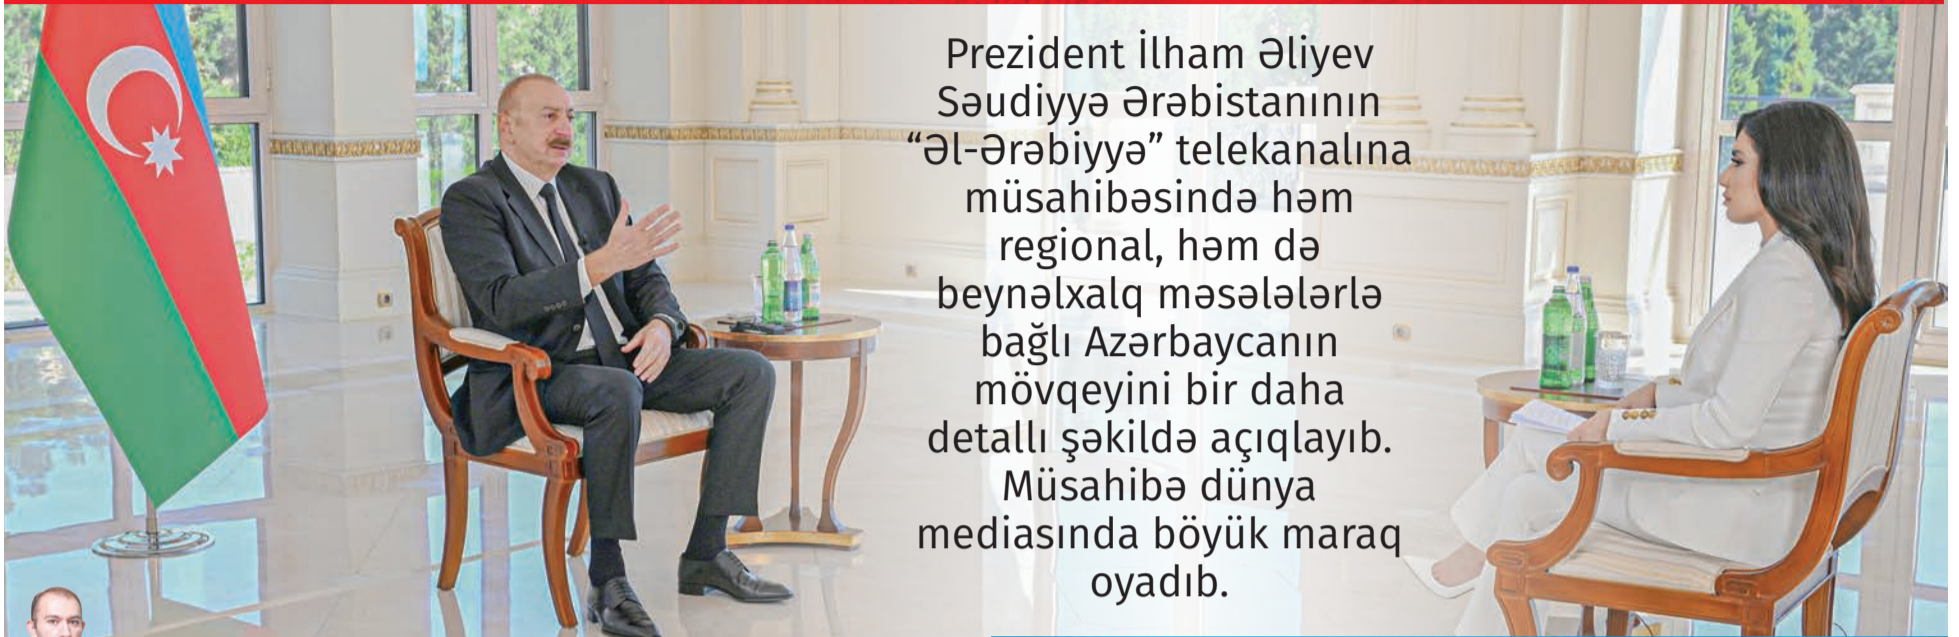 Prezident İlham Əliyev
Səudiyyə Ərəbistanının
“Əl-Ərəbiyyə” telekanalına
müsahibəsində həm
regional, həm də
beynəlxalq məsələlərlə
bağlı Azərbaycanın
mövqeyini bir daha
detallı şəkildə açıqlayıb.
Müsahibə dünya
mediasında böyük maraq
oyadıb.